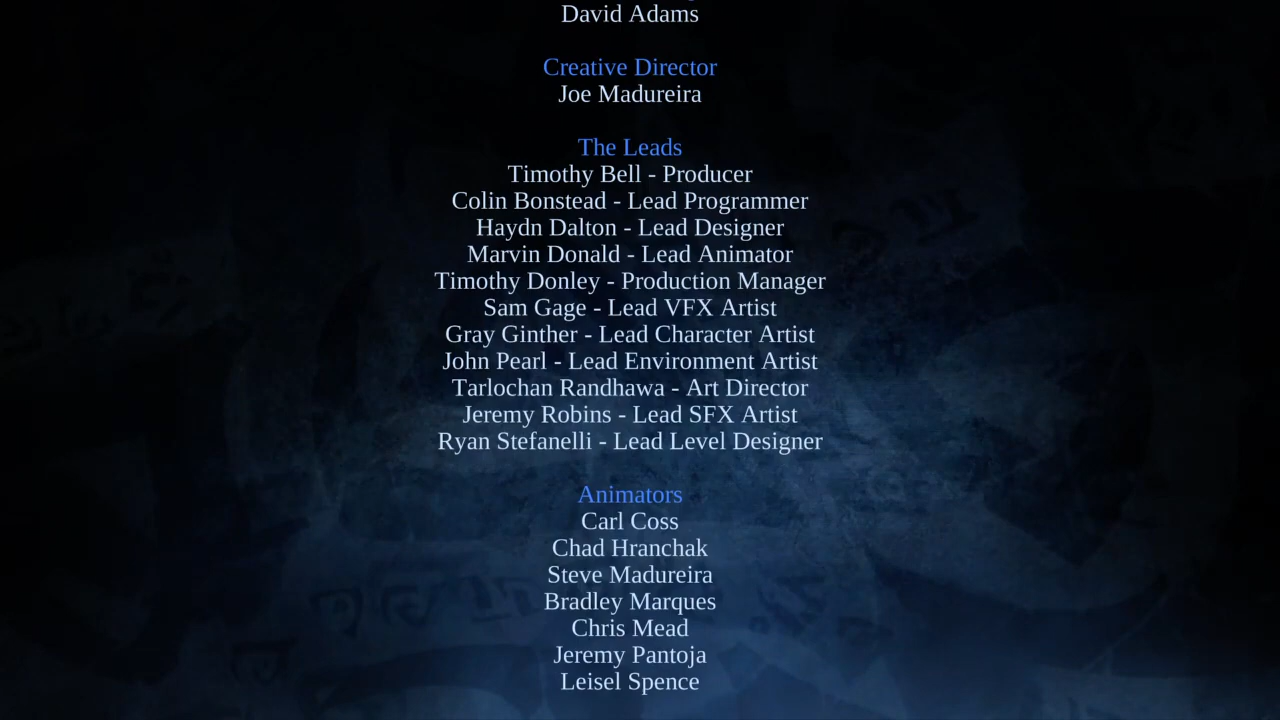 David Adams
Creative Director
Joe Madureira
The Leads
Timothy Bell - Producer
Colin Bonstead - Lead Programmer
Haydn Dalton - Lead Designer
Marvin Donald - Lead Animator
Timothy Donley - Production Manager
Sam Gage - Lead VFX Artist
Gray Ginther - Lead Character Artist
John Pearl - Lead Environment Artist
Tarlochan Randhawa - Art Director
Jeremy Robins - Lead SFX Artist
Ryan Stefanelli - Lead Level Designer
Animators
Carl Coss
Chad Hranchak
Steve Madureira
Bradley Marques
Chris Mead
Jeremy Pantoja
Leisel Spence